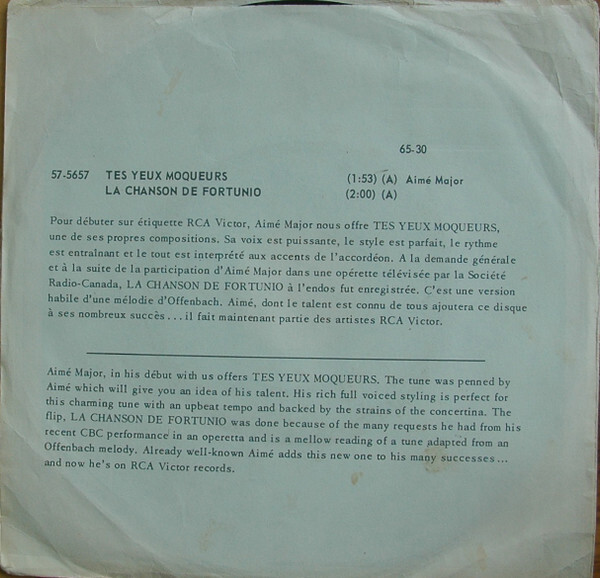 65-30
57-5657 TES YEUX MOQUEURS (1:53) (A) Aimé Major
LA CHANSON DE FORTUNIO (2:00) (A)
Pour débuter sur étiquette RCA Victor, Aimé Major nous offre TES YEUX MOQUEURS,
une de ses propres compositions. Sa voix est puissante, le style est parfait, le rythme
est entraînant et le tout est interprété aux accents de l'accordéon. A la demande générale
et à la suite de la participation d'Aimé Major dans une opérette télévisée par la Société
Radio-Canada, LA CHANSON DE FORTUNIO à l'endos fut enregistrée. C'est une version
habile d'une mélodie d'Offenbach. Aimé, dont le talent est connu de tous ajoutera ce disque
à ses nombreux succès... il fait maintenant partie des artistes RCA Victor.
Aimé Major, in his début with us offers TES YEUX MOQUEURS. The tune was penned by
Aimé which will give you an idea of his talent. His rich full voiced styling is perfect for
this charming tune with an upbeat tempo and backed by the strains of the concertina. The
flip, LA CHANSON DE FORTUNIO was done because of the many requests he had from his
recent CBC performance in an operetta and is a mellow reading of a tune adapted from an
Offenbach melody. Already well-known Aimé adds this new one to his many successes...
and now he's on RCA Victor records.